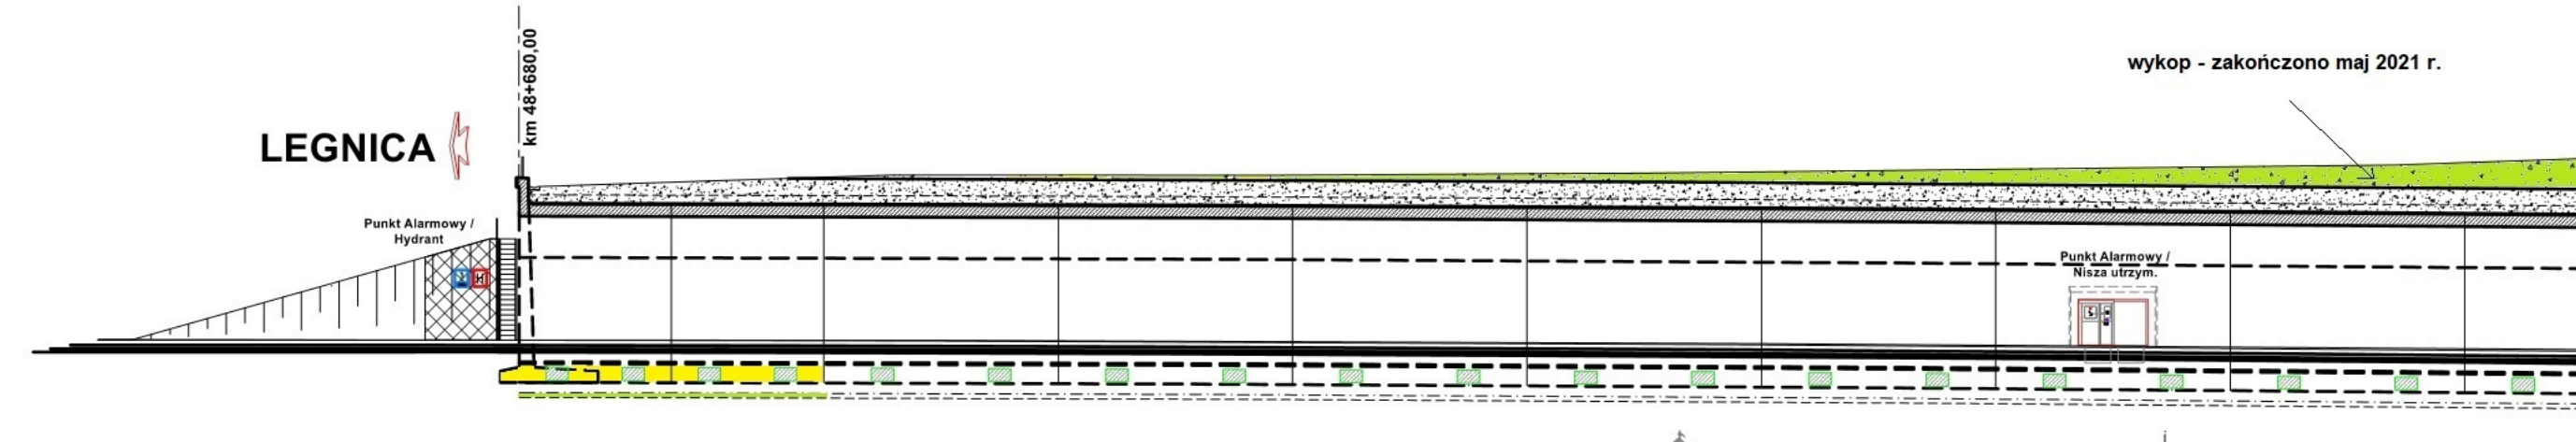 km 48+680,00
wykop - zakończono maj 2021 r.
LEGNICA
Punkt Alarmowy /
Hydrant
H
Punkt Alarmowy /
Nisza utrzym.